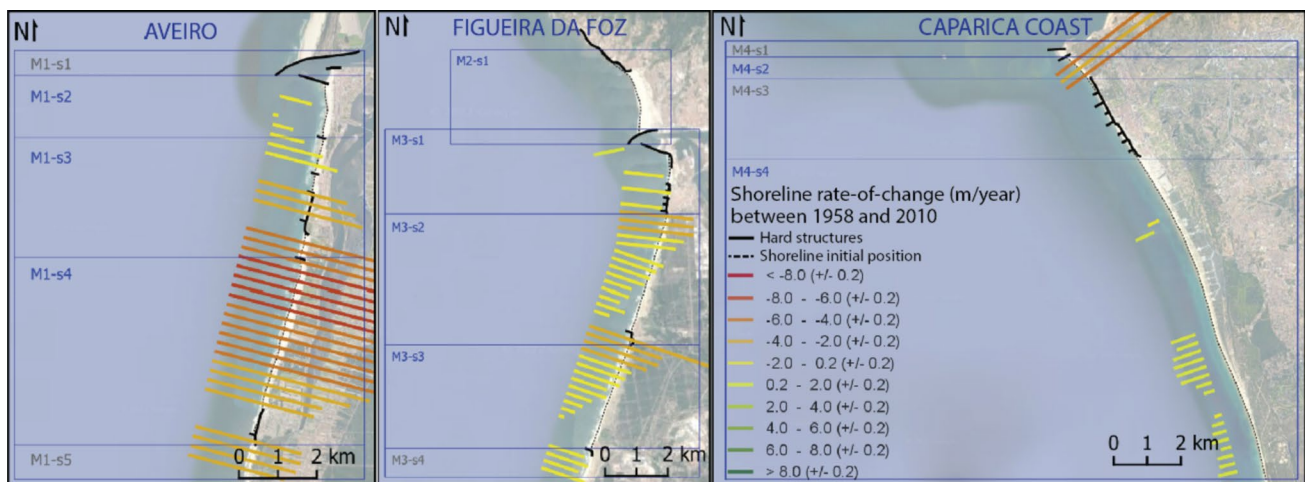 N
AVEIRO
M1-s1
M1-s2
M1-s3
M1-s4
M1-s5
0 1 2 km
N
FIGUEIRA DA FOZ
M2-s1
M3-s1
M3-s2
M3-s3
M3-s4
0 1 2 km
N
CAPARICA COAST
M4-s1
M4-s2
M4-s3
M4-s4
Shoreline rate-of-change (m/year)
between 1958 and 2010
Hard structures
Shoreline initial position
< -8.0 (+/- 0.2)
-8.0 - -6.0 (+/- 0.2)
-6.0 - -4.0 (+/- 0.2)
-4.0 - -2.0 (+/- 0.2)
-2.0 - 0.2 (+/- 0.2)
0.2 - 2.0 (+/- 0.2)
2.0 - 4.0 (+/- 0.2)
4.0 - 6.0 (+/- 0.2)
6.0 - 8.0 (+/- 0.2)
> 8.0 (+/- 0.2)
0 1 2 km